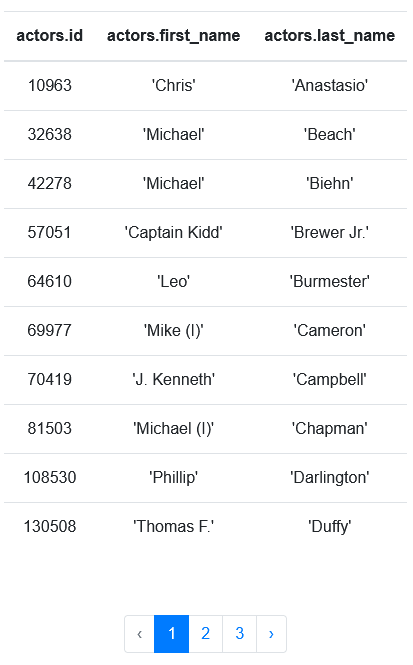 actors.id actors.first_name actors.last_name
10963 'Chris' 'Anastasio'
32638 'Michael' 'Beach'
42278 'Michael' 'Biehn'
57051 'Captain Kidd' 'Brewer Jr.'
64610 'Leo' 'Burmester'
69977 'Mike (I)' 'Cameron'
70419 'J. Kenneth' 'Campbell'
81503 'Michael (I)' 'Chapman'
108530 'Phillip' 'Darlington'
130508 'Thomas F.' 'Duffy'
‹ 1 2 3 ›